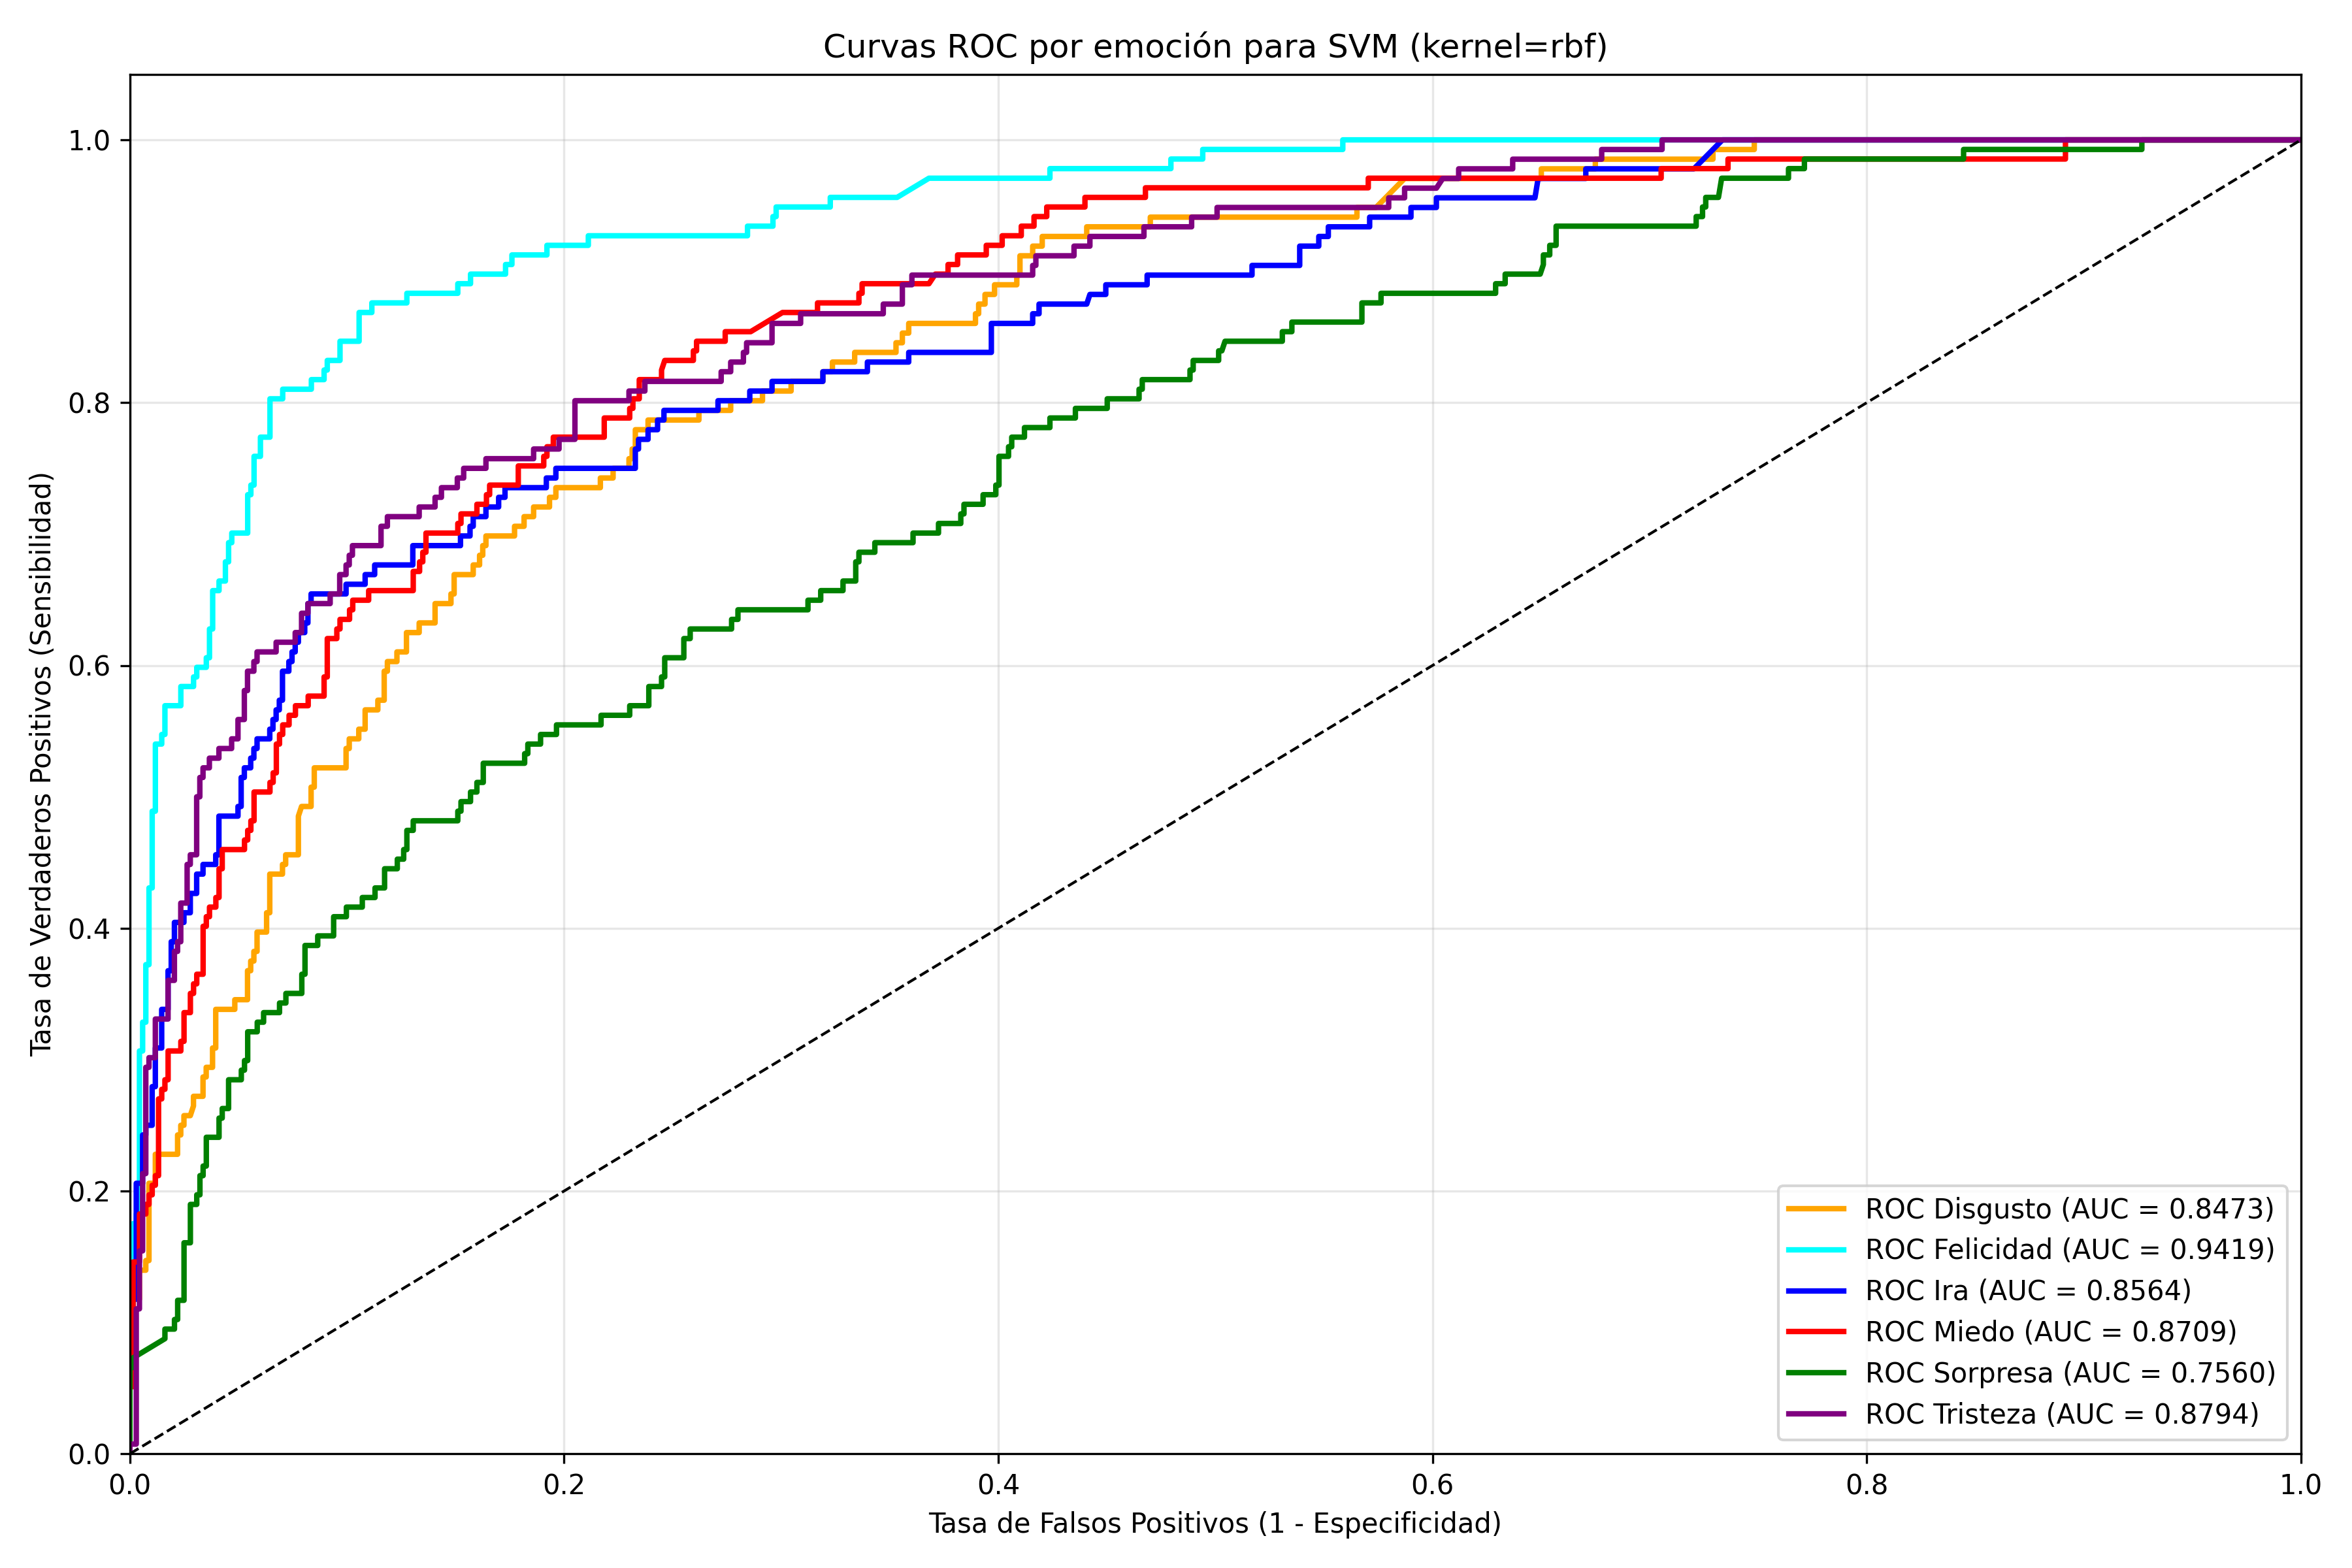 Curvas ROC por emoción para SVM (kernel=rbf)
Tasa de Verdaderos Positivos (Sensibilidad)
1.0
0.8
0.6
0.4
0.2
0.0
ROC Disgusto (AUC = 0.8473)
ROC Felicidad (AUC = 0.9419)
ROC Ira (AUC = 0.8564)
ROC Miedo (AUC = 0.8709)
ROC Sorpresa (AUC = 0.7560)
ROC Tristeza (AUC = 0.8794)
0.0 0.2 0.4 0.6 0.8 1.0
Tasa de Falsos Positivos (1 - Especificidad)